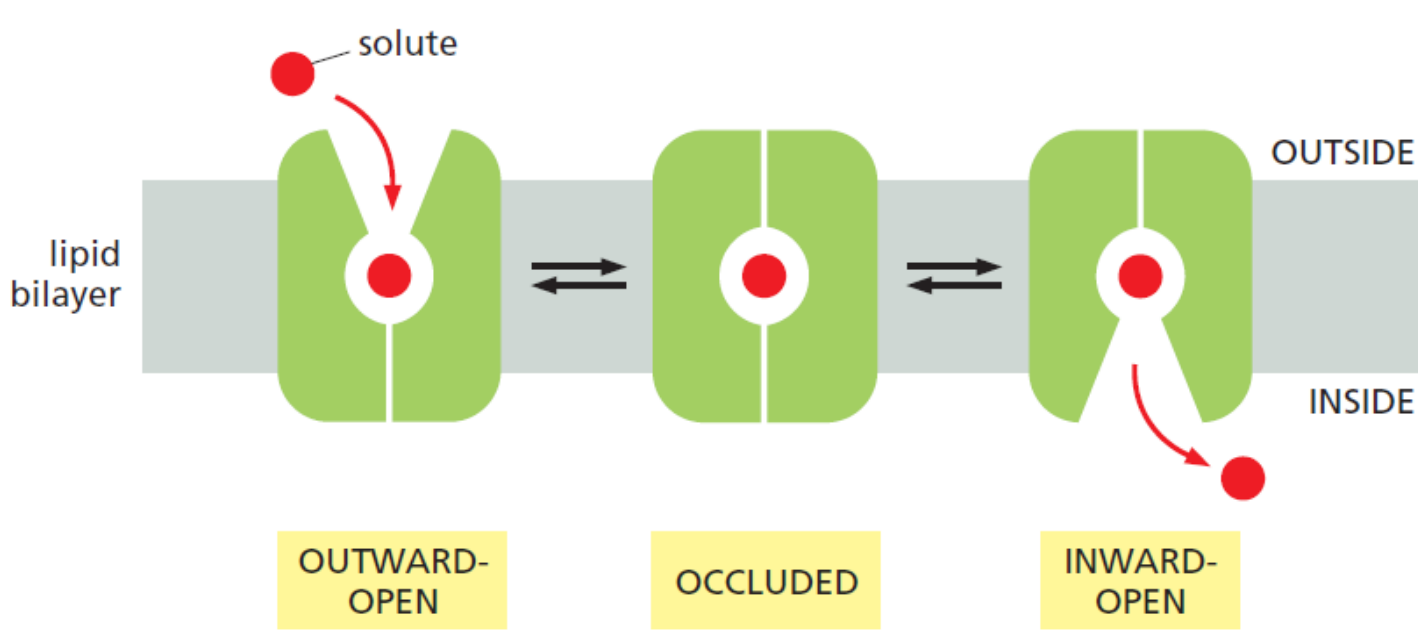 solute
OUTSIDE
lipid
bilayer
INSIDE
OUTWARD-
OPEN
OCCLUDED
INWARD-
OPEN